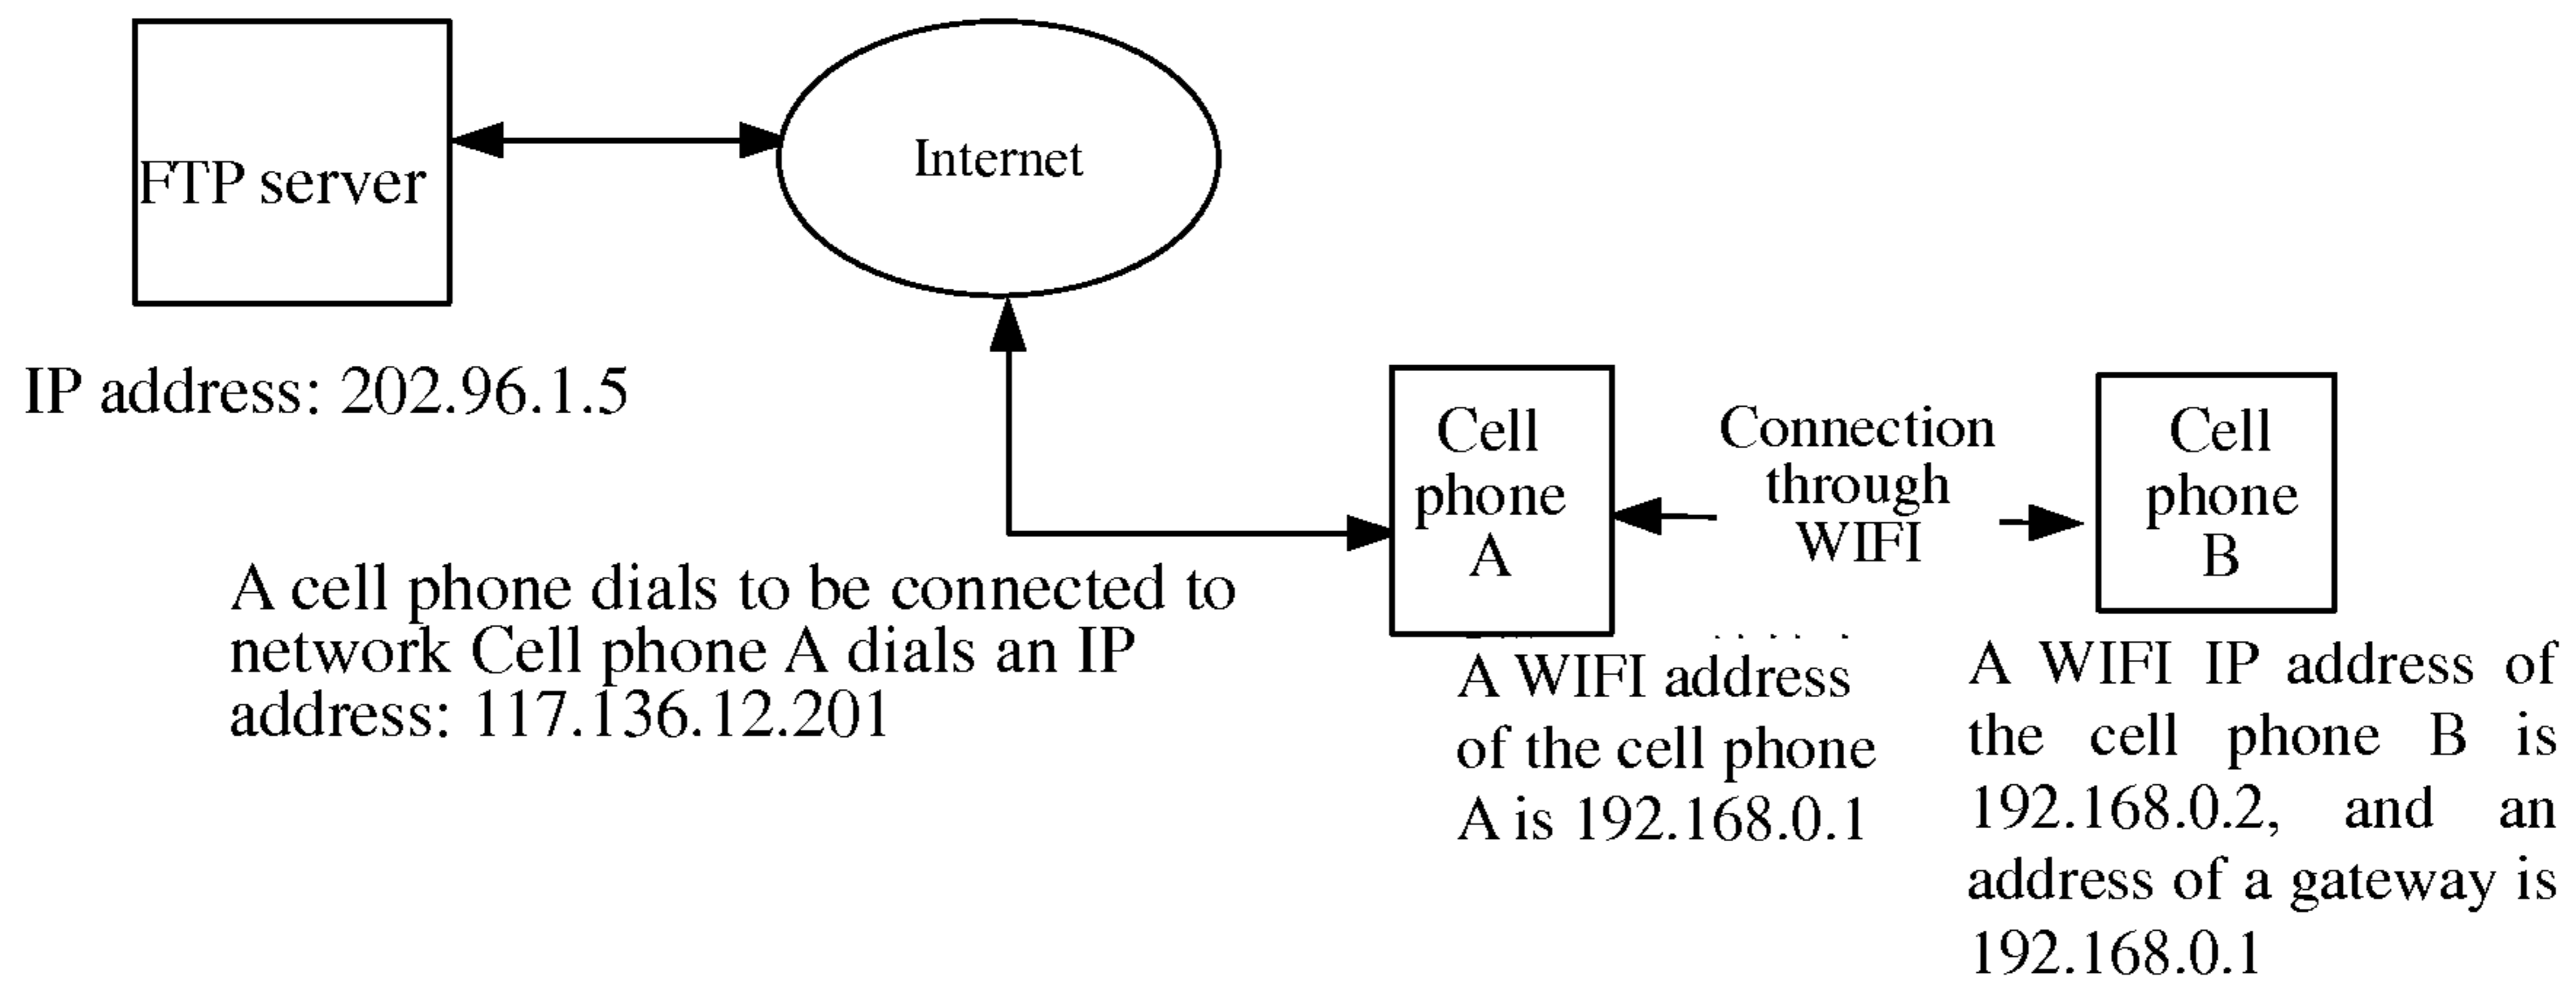 FTP server
Internet
IP address: 202.96.1.5
Cell
phone
A
Connection
through
WIFI
Cell
phone
B
A cell phone dials to be connected to
network Cell phone A dials an IP
address: 117.136.12.201
A WIFI address
of the cell phone
A is 192.168.0.1
A WIFI IP address of
the cell phone B is
192.168.0.2, and an
address of a gateway is
192.168.0.1